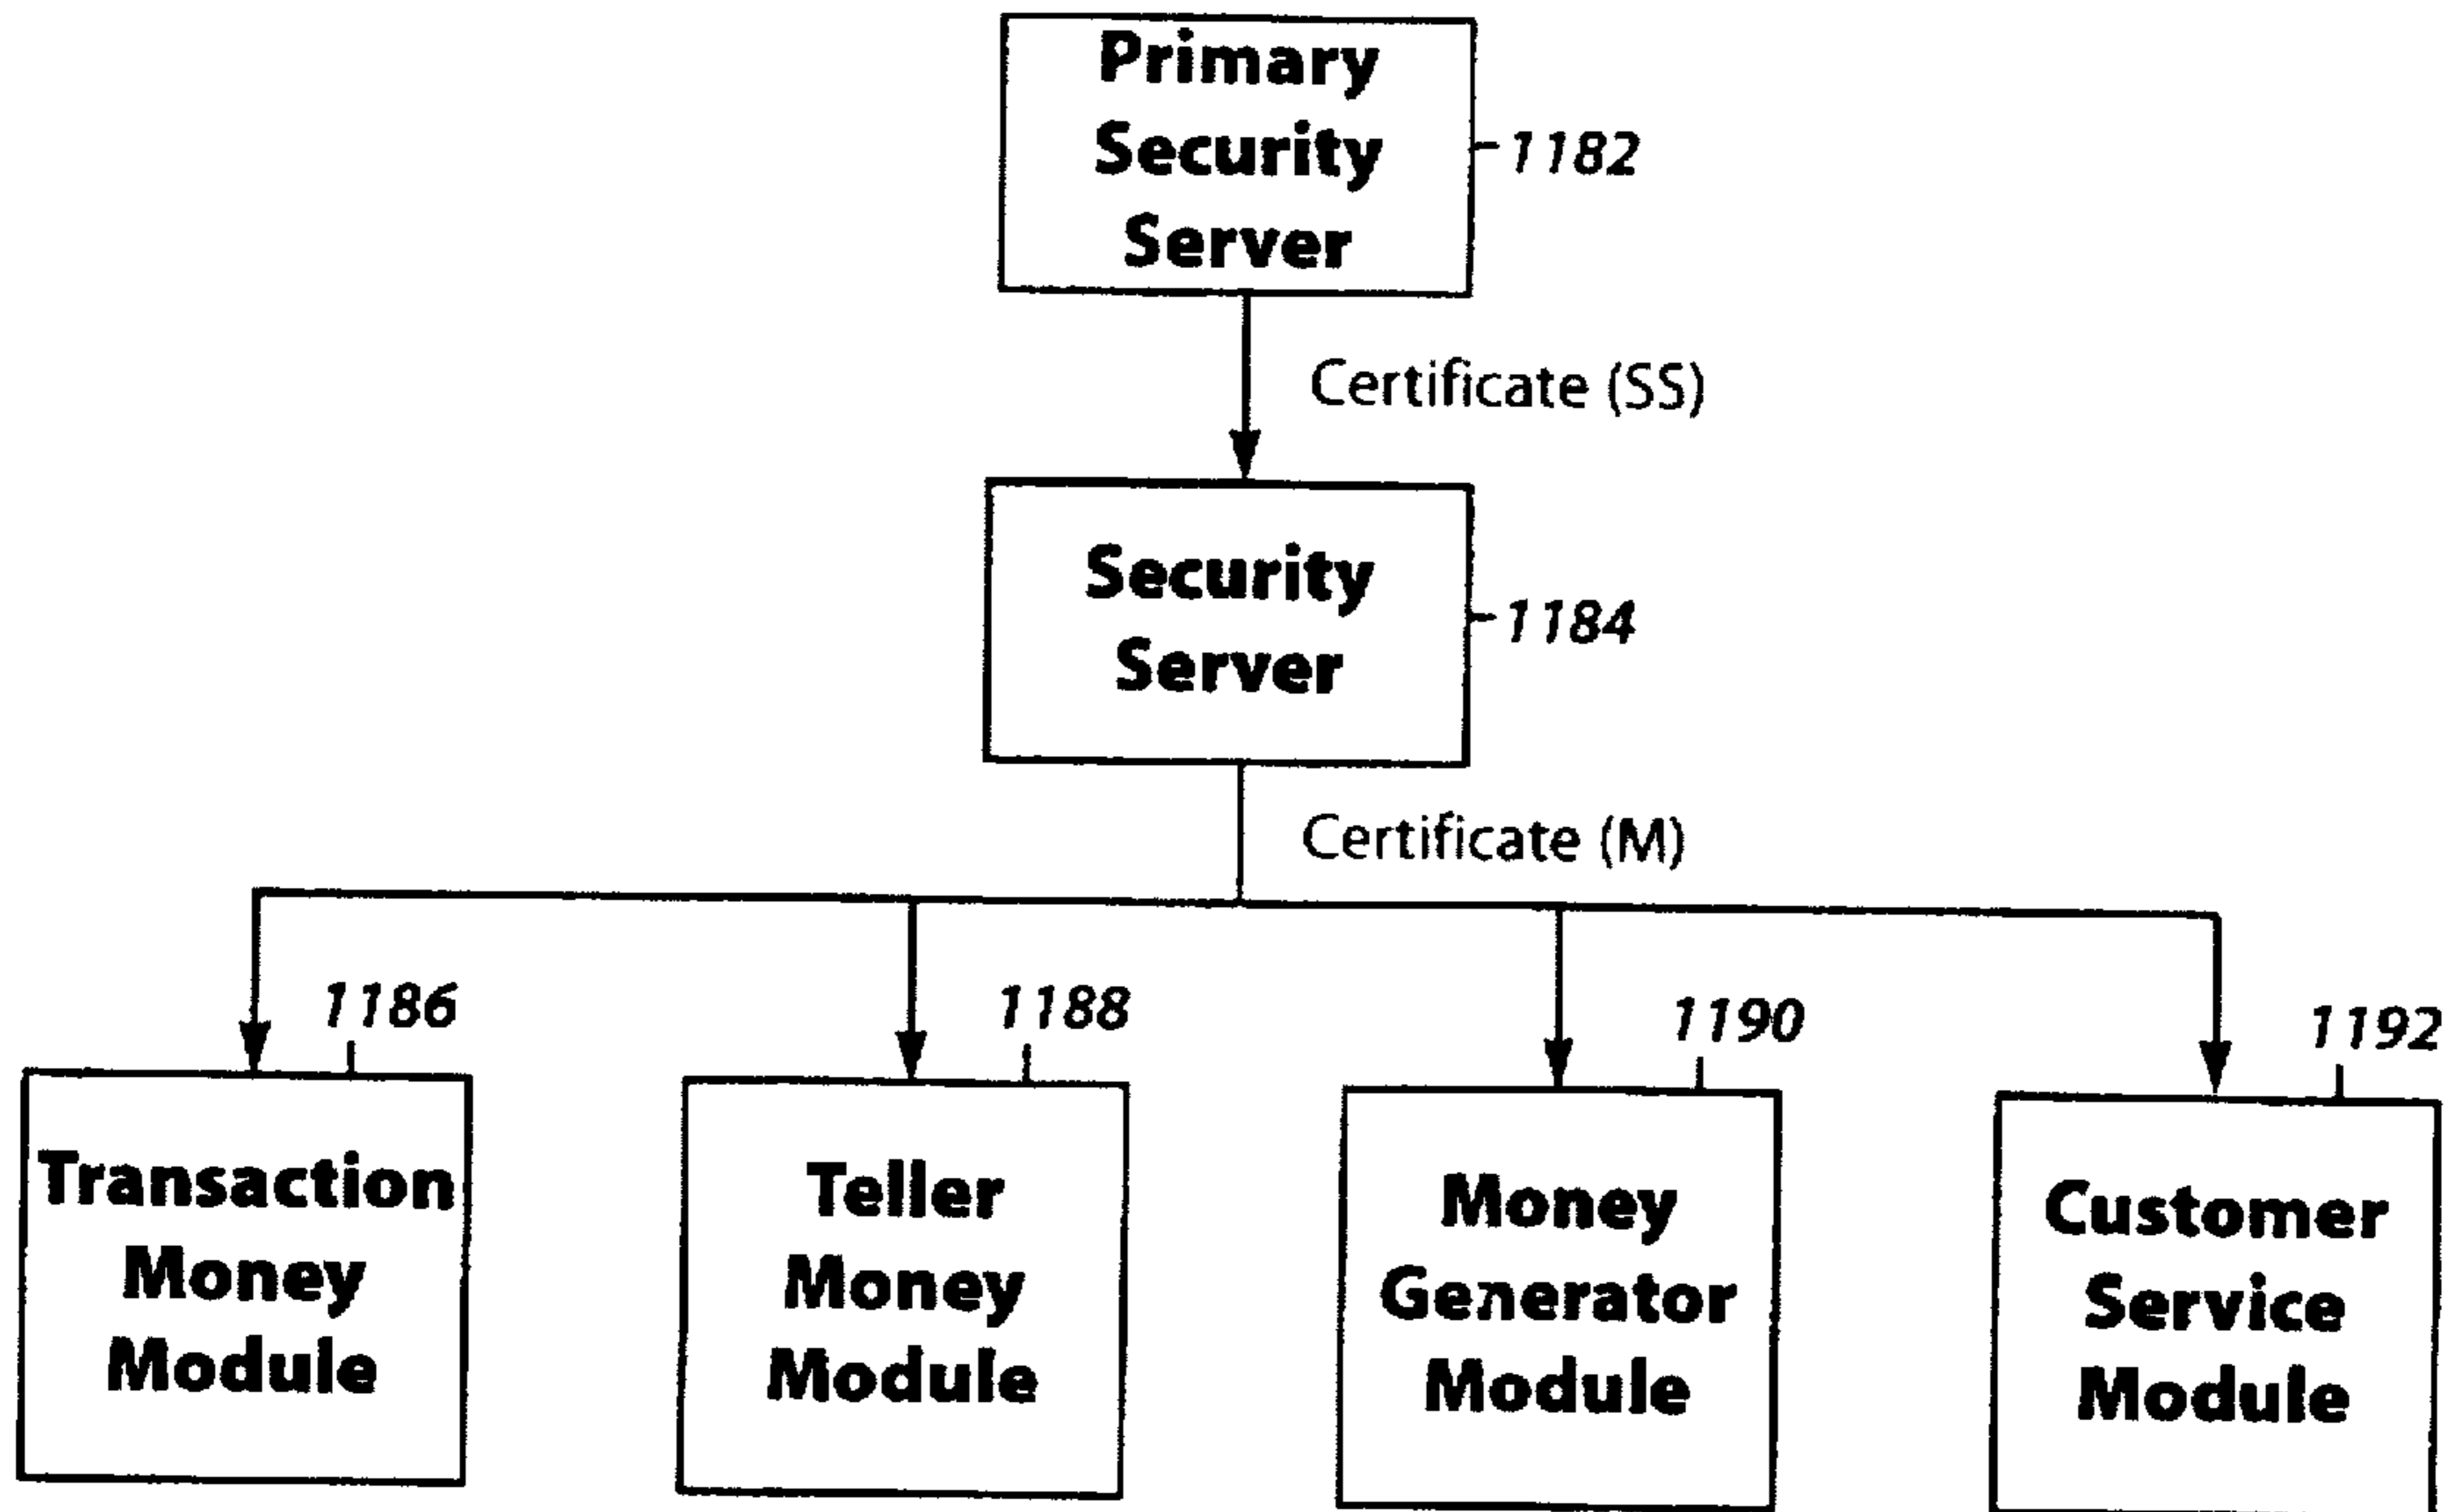 Primary
Security
Server
1182
Certificate (SS)
Security
Server
1184
Certificate (M)
1186
1188
1190
1192
Transaction
Money
Module
Teller
Money
Module
Money
Generator
Module
Customer
Service
Module